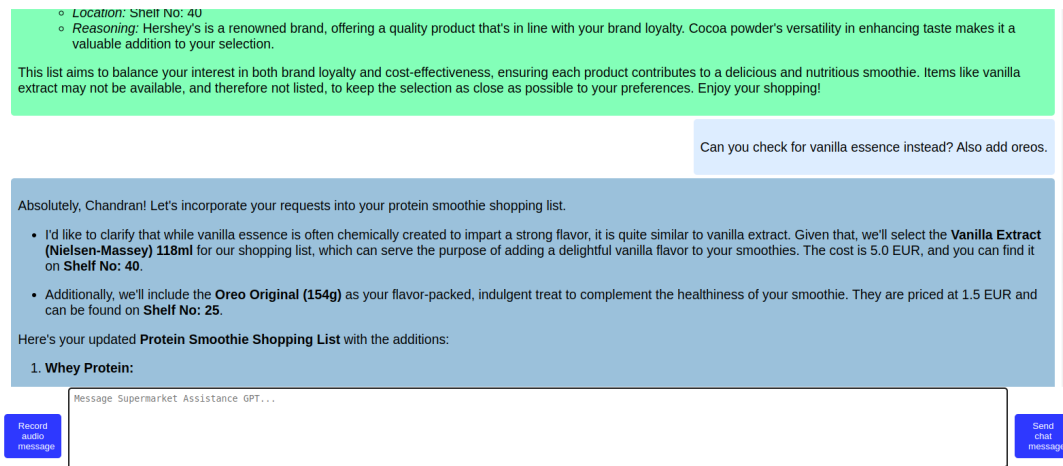 Location: Shelf No: 40
Reasoning: Hershey's is a renowned brand, offering a quality product that's in line with your brand loyalty. Cocoa powder's versatility in enhancing taste makes it a
valuable addition to your selection.
This list aims to balance your interest in both brand loyalty and cost-effectiveness, ensuring each product contributes to a delicious and nutritious smoothie. Items like vanilla
extract may not be available, and therefore not listed, to keep the selection as close as possible to your preferences. Enjoy your shopping!
Can you check for vanilla essence instead? Also add oreos.
Absolutely, Chandran! Let's incorporate your requests into your protein smoothie shopping list.
I'd like to clarify that while vanilla essence is often chemically created to impart a strong flavor, it is quite similar to vanilla extract. Given that, we'll select the Vanilla Extract
(Nielsen-Massey) 118ml for our shopping list, which can serve the purpose of adding a delightful vanilla flavor to your smoothies. The cost is 5.0 EUR, and you can find it
on Shelf No: 40.
Additionally, we'll include the Oreo Original (154g) as your flavor-packed, indulgent treat to complement the healthiness of your smoothie. They are priced at 1.5 EUR and
can be found on Shelf No: 25.
Here's your updated Protein Smoothie Shopping List with the additions:
1. Whey Protein:
Message Supermarket Assistance GPT...
Record
audio
message
Send
chat
message